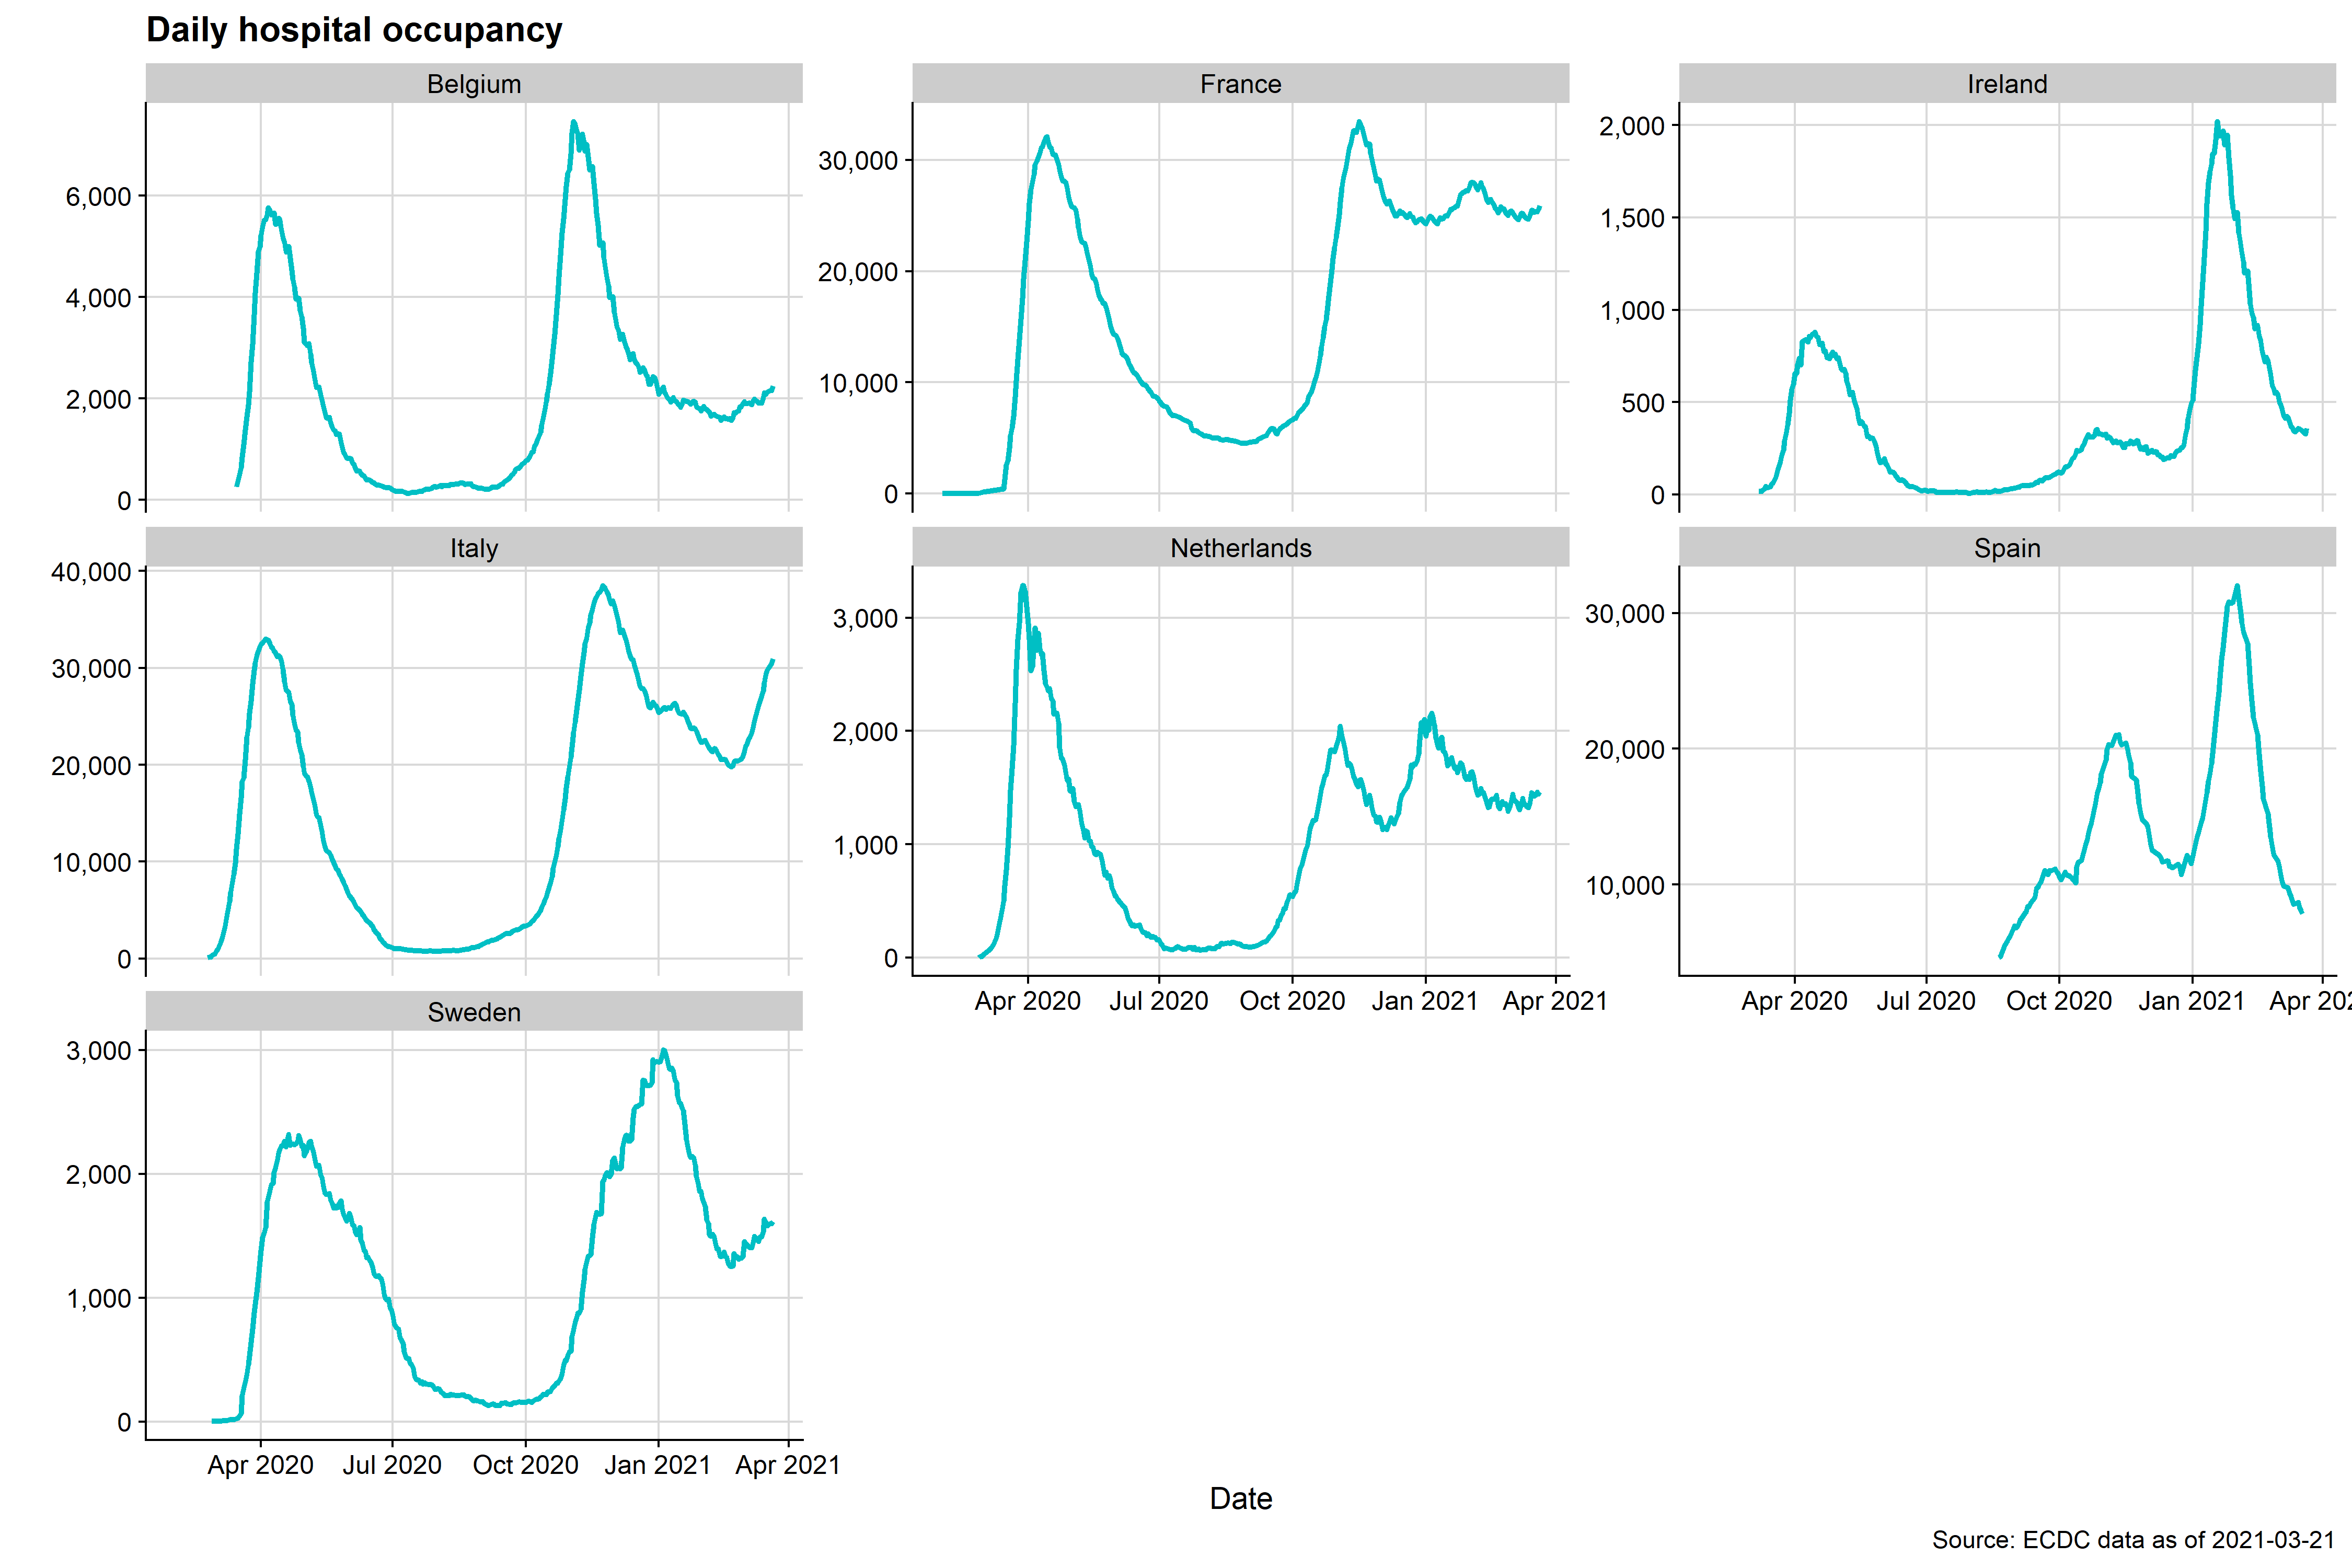 Daily hospital occupancy
Belgium
France
Ireland
6,000
4,000
2,000
0
30,000
20,000
10,000
0
2,000
1,500
1,000
500
0
Italy
Netherlands
Spain
40,000
30,000
20,000
10,000
0
3,000
2,000
1,000
0
30,000
20,000
10,000
Apr 2020 Jul 2020 Oct 2020 Jan 2021 Apr 2021
Apr 2020 Jul 2020 Oct 2020 Jan 2021 Apr 202
Sweden
3,000
2,000
1,000
0
Apr 2020 Jul 2020 Oct 2020 Jan 2021 Apr 2021
Date
Source: ECDC data as of 2021-03-21